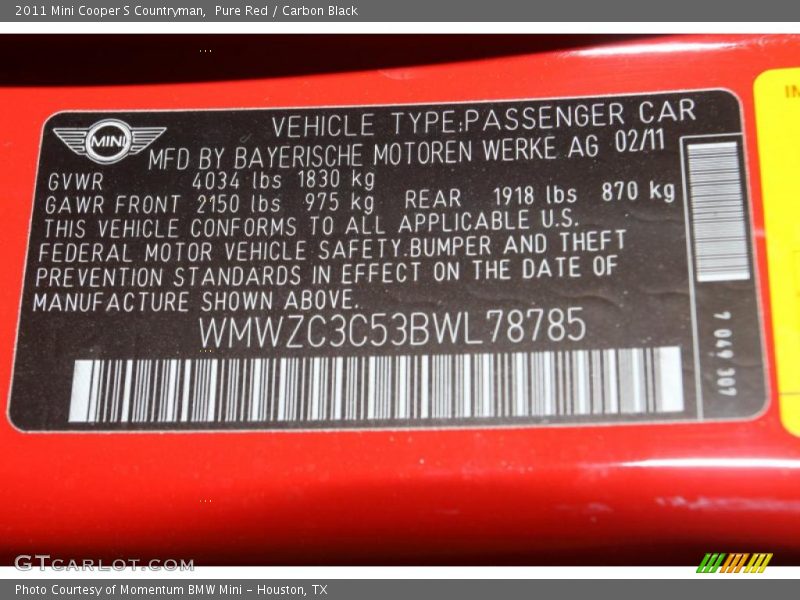 2011 Mini Cooper S Countryman,  Pure Red / Carbon Black
MINI
VEHICLE TYPE:PASSENGER CAR
MFD BY BAYERISCHE MOTOREN WERKE AG 02/11
GVWR 4034 lbs 1830 kg
GAWR FRONT 2150 lbs 975 kg REAR 1918 lbs 870 kg
THIS VEHICLE CONFORMS TO ALL APPLICABLE U.S.
FEDERAL MOTOR VEHICLE SAFETY.BUMPER AND THEFT
PREVENTION STANDARDS IN EFFECT ON THE DATE OF
MANUFACTURE SHOWN ABOVE.
WMWZC3C53BWL78785
7 049 307
GTCARLOT.COM
Photo Courtesy of Momentum BMW Mini - Houston, TX